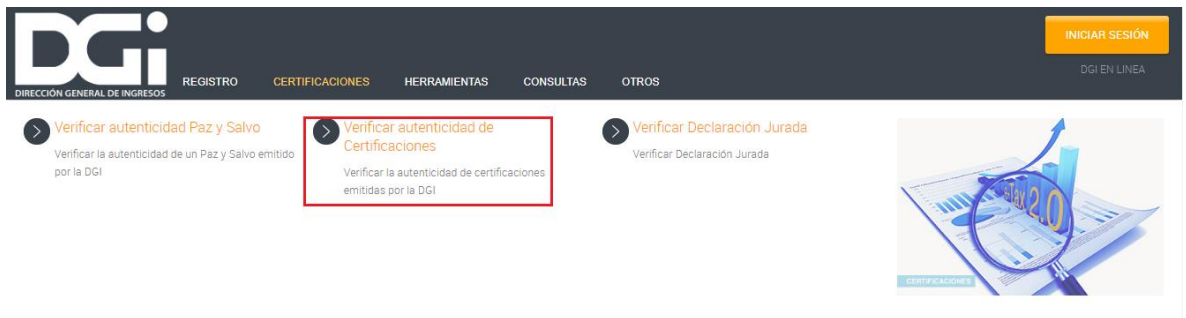 DGi
DIRECCIÓN GENERAL DE INGRESOS
REGISTRO CERTIFICACIONES HERRAMIENTAS CONSULTAS OTROS
INICIAR SESIÓN
DGI EN LINEA
Verificar autenticidad Paz y Salvo
Verificar la autenticidad de un Paz y Salvo emitido
por la DGI
Verificar autenticidad de
Certificaciones
Verificar la autenticidad de certificaciones
emitidas por la DGI
Verificar Declaración Jurada
Verificar Declaración Jurada
e-Tax 2.0
CERTIFICACIONES